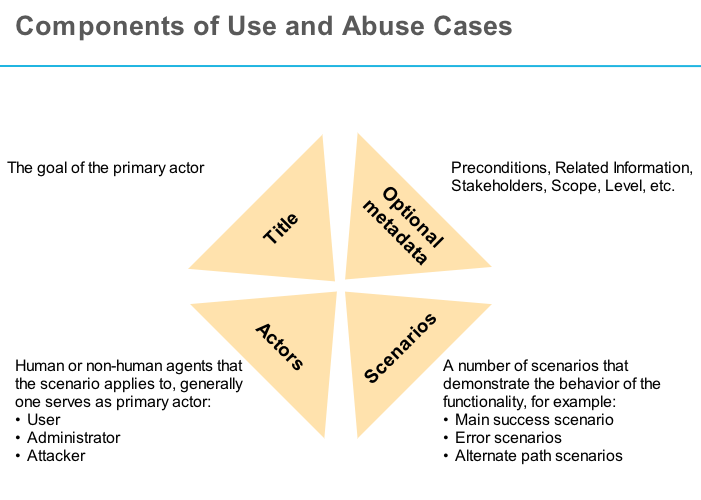 Components of Use and Abuse Cases
The goal of the primary actor
Title
Optional
metadata
Preconditions, Related Information,
Stakeholders, Scope, Level, etc.
Actors
Human or non-human agents that
the scenario applies to, generally
one serves as primary actor:
• User
• Administrator
• Attacker
Scenarios
A number of scenarios that
demonstrate the behavior of the
functionality, for example:
• Main success scenario
• Error scenarios
• Alternate path scenarios